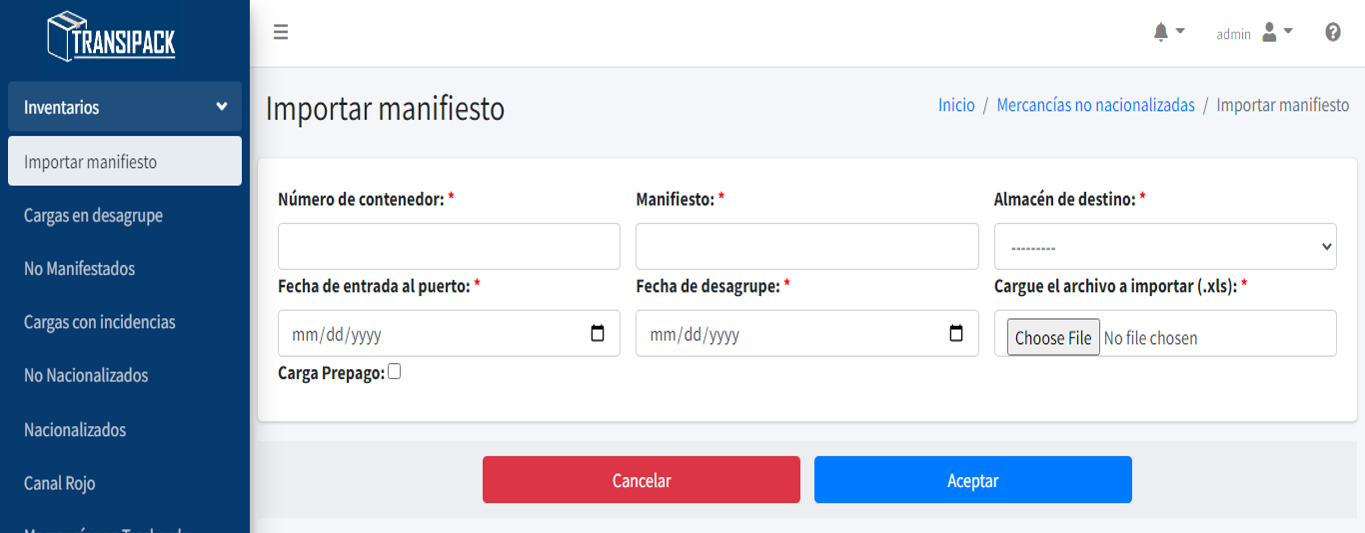 TRANSIPACK
admin
Inventarios
Importar manifiesto
Cargas en desagrupe
No Manifestados
Cargas con incidencias
No Nacionalizados
Nacionalizados
Canal Rojo
Importar manifiesto
Inicio / Mercancías no nacionalizadas / Importar manifiesto
Número de contenedor: *
Manifiesto: *
Almacén de destino: *
---------
Fecha de entrada al puerto: *
Fecha de desagrupe: *
Cargue el archivo a importar (.xls): *
mm/dd/yyyy
mm/dd/yyyy
Choose File No file chosen
Carga Prepago:
Cancelar
Aceptar